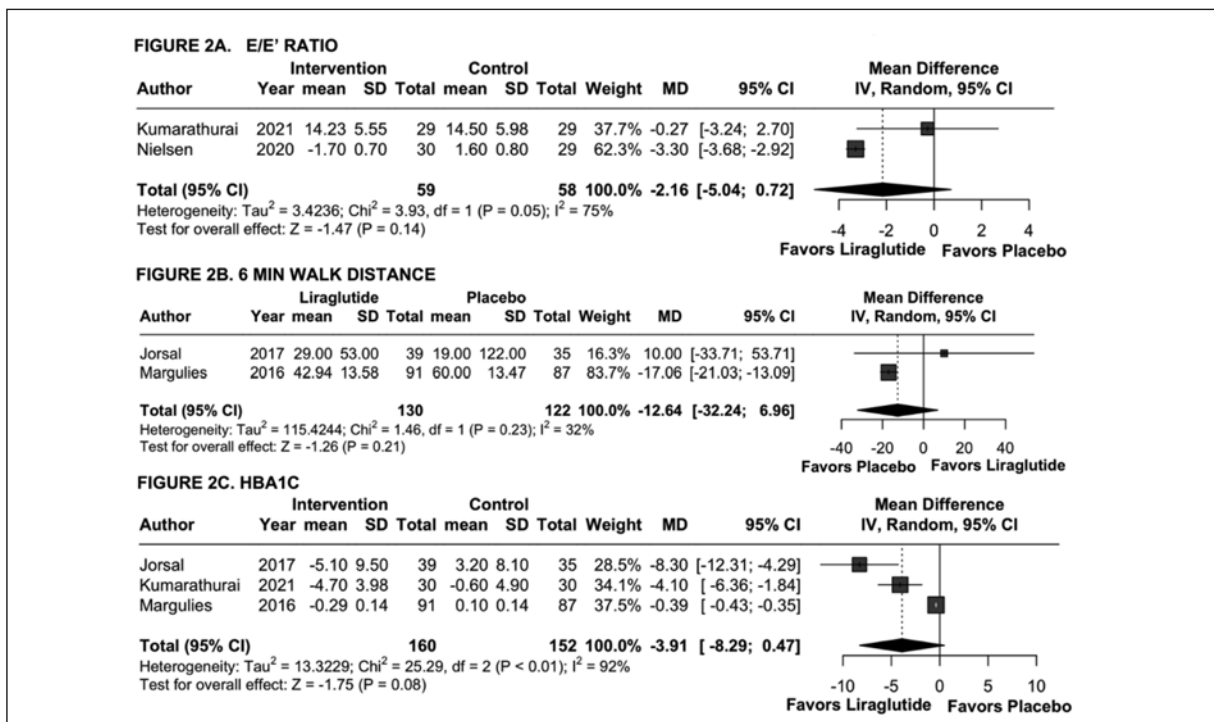 FIGURE 2A. E/E' RATIO
Intervention Control Mean Difference
Author Year mean SD Total mean SD Total Weight MD 95% CI IV, Random, 95% CI
Kumarathurai 2021 14.23 5.55 29 14.50 5.98 29 37.7% -0.27 [-3.24; 2.70]
Nielsen 2020 -1.70 0.70 30 1.60 0.80 29 62.3% -3.30 [-3.68; -2.92]
Total (95% CI) 59 58 100.0% -2.16 [-5.04; 0.72]
Heterogeneity: Tau² = 3.4236; Chi² = 3.93, df = 1 (P = 0.05); I² = 75%
Test for overall effect: Z = -1.47 (P = 0.14)
-4 -2 0 2 4
Favors Liraglutide Favors Placebo
FIGURE 2B. 6 MIN WALK DISTANCE
Liraglutide Placebo Mean Difference
Author Year mean SD Total mean SD Total Weight MD 95% CI IV, Random, 95% CI
Jorsal 2017 29.00 53.00 39 19.00 122.00 35 16.3% 10.00 [-33.71; 53.71]
Margulies 2016 42.94 13.58 91 60.00 13.47 87 83.7% -17.06 [-21.03; -13.09]
Total (95% CI) 130 122 100.0% -12.64 [-32.24; 6.96]
Heterogeneity: Tau² = 115.4244; Chi² = 1.46, df = 1 (P = 0.23); I² = 32%
Test for overall effect: Z = -1.26 (P = 0.21)
-40 -20 0 20 40
Favors Placebo Favors Liraglutide
FIGURE 2C. HBA1C
Intervention Control Mean Difference
Author Year mean SD Total mean SD Total Weight MD 95% CI IV, Random, 95% CI
Jorsal 2017 -5.10 9.50 39 3.20 8.10 35 28.5% -8.30 [-12.31; -4.29]
Kumarathurai 2021 -4.70 3.98 30 -0.60 4.90 30 34.1% -4.10 [ -6.36; -1.84]
Margulies 2016 -0.29 0.14 91 0.10 0.14 87 37.5% -0.39 [ -0.43; -0.35]
Total (95% CI) 160 152 100.0% -3.91 [ -8.29; 0.47]
Heterogeneity: Tau² = 13.3229; Chi² = 25.29, df = 2 (P < 0.01); I² = 92%
Test for overall effect: Z = -1.75 (P = 0.08)
-10 -5 0 5 10
Favors Liraglutide Favors Placebo